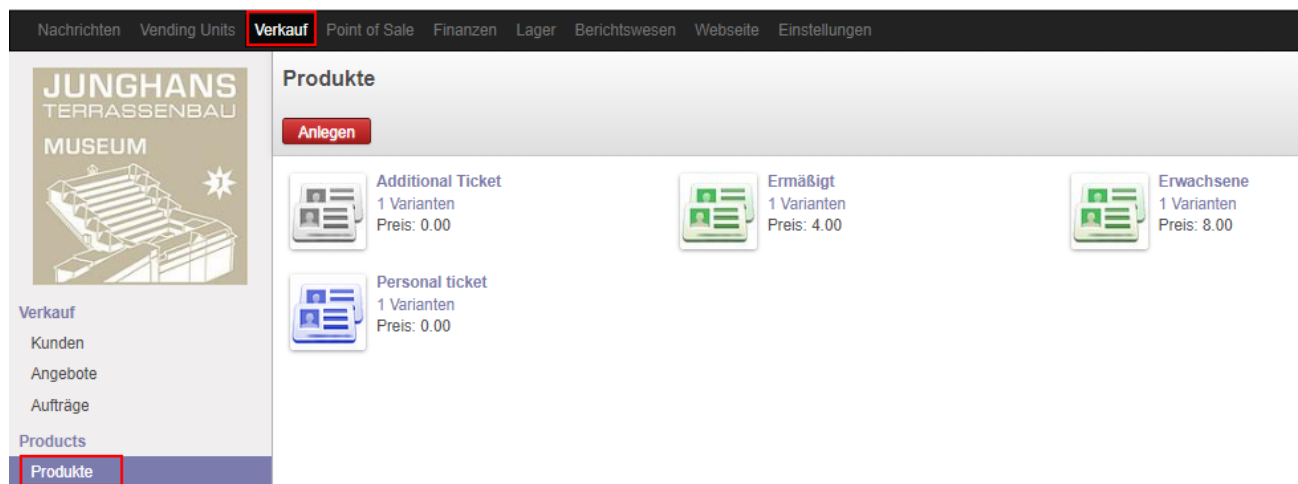 Nachrichten Vending Units Verkauf Point of Sale Finanzen Lager Berichtswesen Webseite Einstellungen
JUNGHANS
TERRASSENBAU
MUSEUM
J
Produkte
Anlegen
Additional Ticket
1 Varianten
Preis: 0.00
Ermäßigt
1 Varianten
Preis: 4.00
Erwachsene
1 Varianten
Preis: 8.00
Personal ticket
1 Varianten
Preis: 0.00
Verkauf
Kunden
Angebote
Aufträge
Products
Produkte